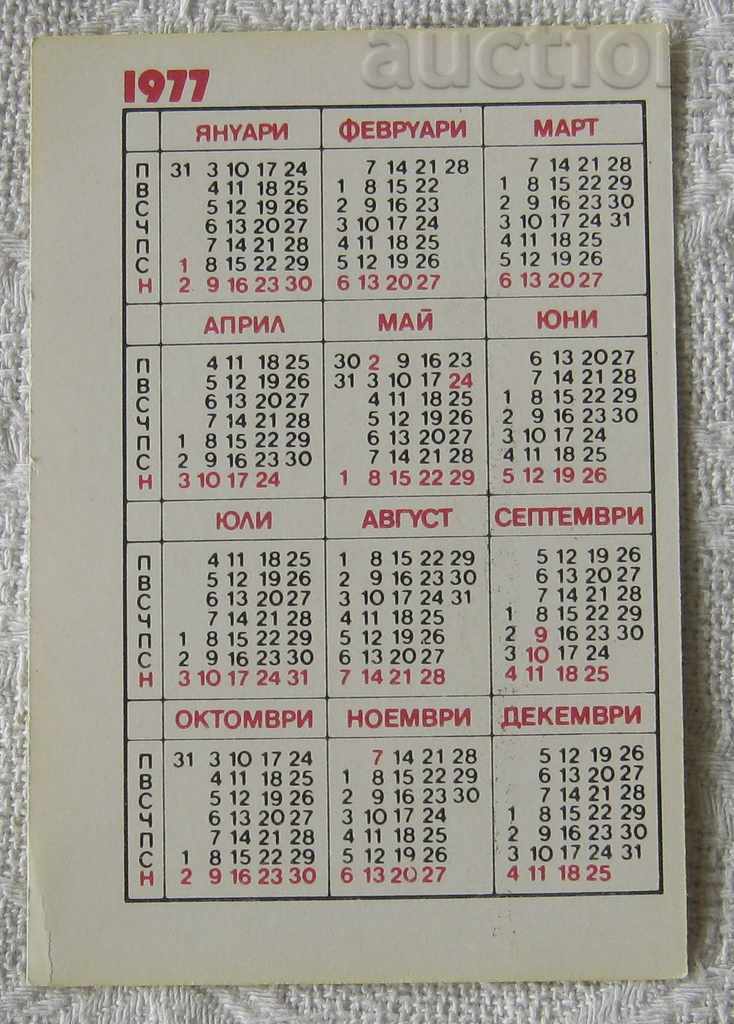 auction
1977
ЯНУАРИ ФЕВРУАРИ МАРТ
П 31 3 10 17 24 7 14 21 28 7 14 21 28
В 4 11 18 25 1 8 15 22 1 8 15 22 29
С 5 12 19 26 2 9 16 23 2 9 16 23 30
Ч 6 13 20 27 3 10 17 24 3 10 17 24 31
П 7 14 21 28 4 11 18 25 4 11 18 25
С 1 8 15 22 29 5 12 19 26 5 12 19 26
Н 2 9 16 23 30 6 13 20 27 6 13 20 27
АПРИЛ МАЙ ЮНИ
П 4 11 18 25 30 2 9 16 23 6 13 20 27
В 5 12 19 26 31 3 10 17 24 7 14 21 28
С 6 13 20 27 4 11 18 25 1 8 15 22 29
Ч 7 14 21 28 5 12 19 26 2 9 16 23 30
П 1 8 15 22 29 6 13 20 27 3 10 17 24
С 2 9 16 23 30 7 14 21 28 4 11 18 25
Н 3 10 17 24 1 8 15 22 29 5 12 19 26
ЮЛИ АВГУСТ СЕПТЕМВРИ
П 4 11 18 25 1 8 15 22 29 5 12 19 26
В 5 12 19 26 2 9 16 23 30 6 13 20 27
С 6 13 20 27 3 10 17 24 31 7 14 21 28
Ч 7 14 21 28 4 11 18 25 1 8 15 22 29
П 1 8 15 22 29 5 12 19 26 2 9 16 23 30
С 2 9 16 23 30 6 13 20 27 3 10 17 24
Н 3 10 17 24 31 7 14 21 28 4 11 18 25
ОКТОМВРИ НОЕМВРИ ДЕКЕМВРИ
П 31 3 10 17 24 7 14 21 28 5 12 19 26
В 4 11 18 25 1 8 15 22 29 6 13 20 27
С 5 12 19 26 2 9 16 23 30 7 14 21 28
Ч 6 13 20 27 3 10 17 24 1 8 15 22 29
П 7 14 21 28 4 11 18 25 2 9 16 23 30
С 1 8 15 22 29 5 12 19 26 3 10 17 24 31
Н 2 9 16 23 30 6 13 20 27 4 11 18 25